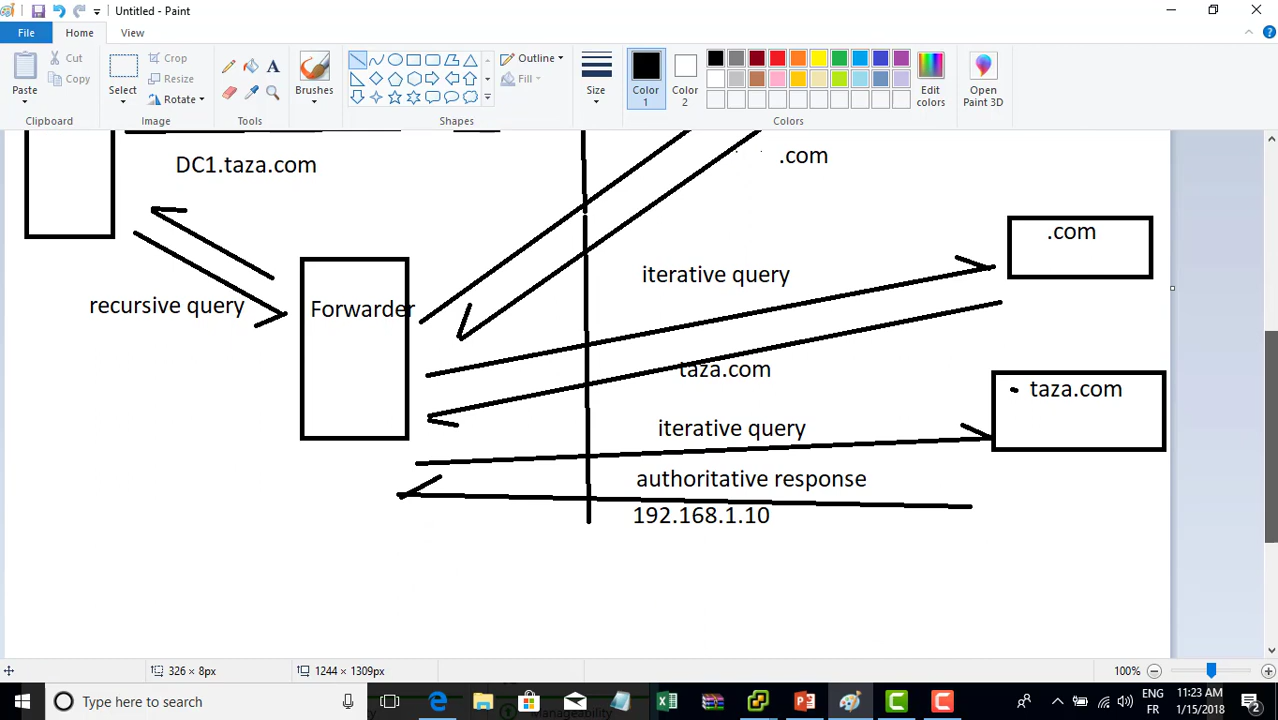 Untitled - Paint
File
Home
View
Cut
Copy
Paste
Clipboard
Crop
Resize
Rotate
Select
Image
Tools
Brushes
Outline
Fill
Shapes
Size
Color 1
Color 2
Edit colors
Colors
Open Paint 3D
.com
DC1.taza.com
.com
iterative query
recursive query
Forwarder
taza.com
taza.com
iterative query
authoritative response
192.168.1.10
326 × 8px
1244 × 1309px
100%
Type here to search
Manageability
ENG
FR
11:23 AM
1/15/2018
2